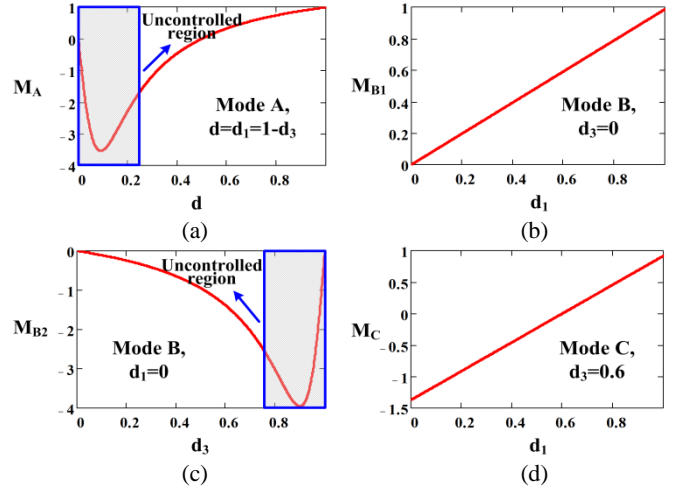 1
0
−1
−2
−3
−4
M_A
Uncontrolled
region
Mode A,
d=d₁=1-d₃
0
0.2
0.4
0.6
0.8
d
(a)
1
0.8
0.6
0.4
0.2
0
M_B1
Mode B,
d₃=0
0
0.2
0.4
0.6
0.8
d₁
(b)
0
−1
−2
−3
−4
M_B2
Uncontrolled
region
Mode B,
d₁=0
0
0.2
0.4
0.6
0.8
d₃
(c)
1
0.5
0
−0.5
−1
−1.5
M_C
Mode C,
d₃=0.6
0
0.2
0.4
0.6
0.8
d₁
(d)